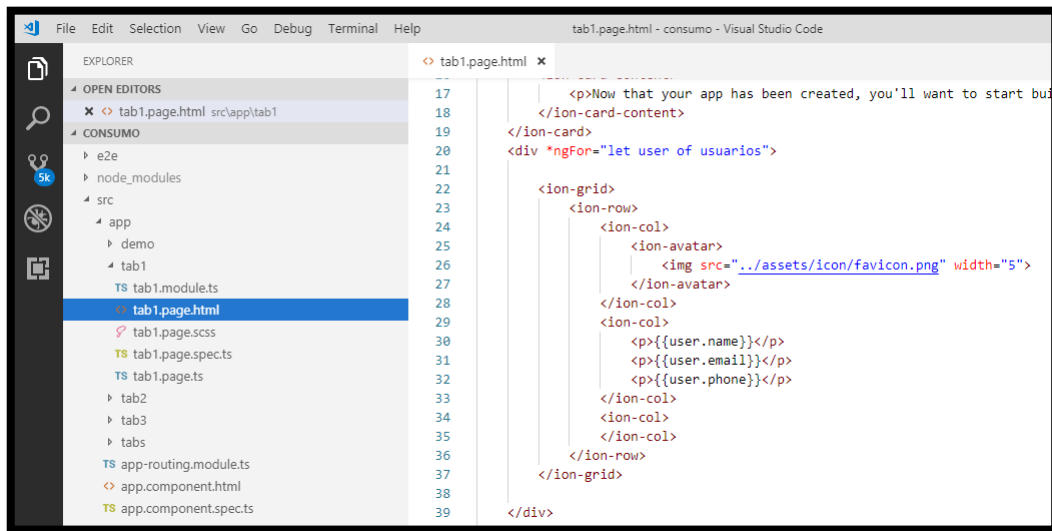 File Edit Selection View Go Debug Terminal Help tab1.page.html - consumo - Visual Studio Code
EXPLORER
OPEN EDITORS
tab1.page.html src\app\tab1
CONSUMO
e2e
node_modules
src
app
demo
tab1
TS tab1.module.ts
<> tab1.page.html
tab1.page.scss
TS tab1.page.spec.ts
TS tab1.page.ts
tab2
tab3
tabs
TS app-routing.module.ts
<> app.component.html
TS app.component.spec.ts
5k
<> tab1.page.html
17 <p>Now that your app has been created, you'll want to start bui
18 </ion-card-content>
19 </ion-card>
20 <div *ngFor="let user of usuarios">
21
22 <ion-grid>
23 <ion-row>
24 <ion-col>
25 <ion-avatar>
26 <img src="../assets/icon/favicon.png" width="5">
27 </ion-avatar>
28 </ion-col>
29 <ion-col>
30 <p>{{user.name}}</p>
31 <p>{{user.email}}</p>
32 <p>{{user.phone}}</p>
33 </ion-col>
34 <ion-col>
35 </ion-col>
36 </ion-row>
37 </ion-grid>
38
39 </div>